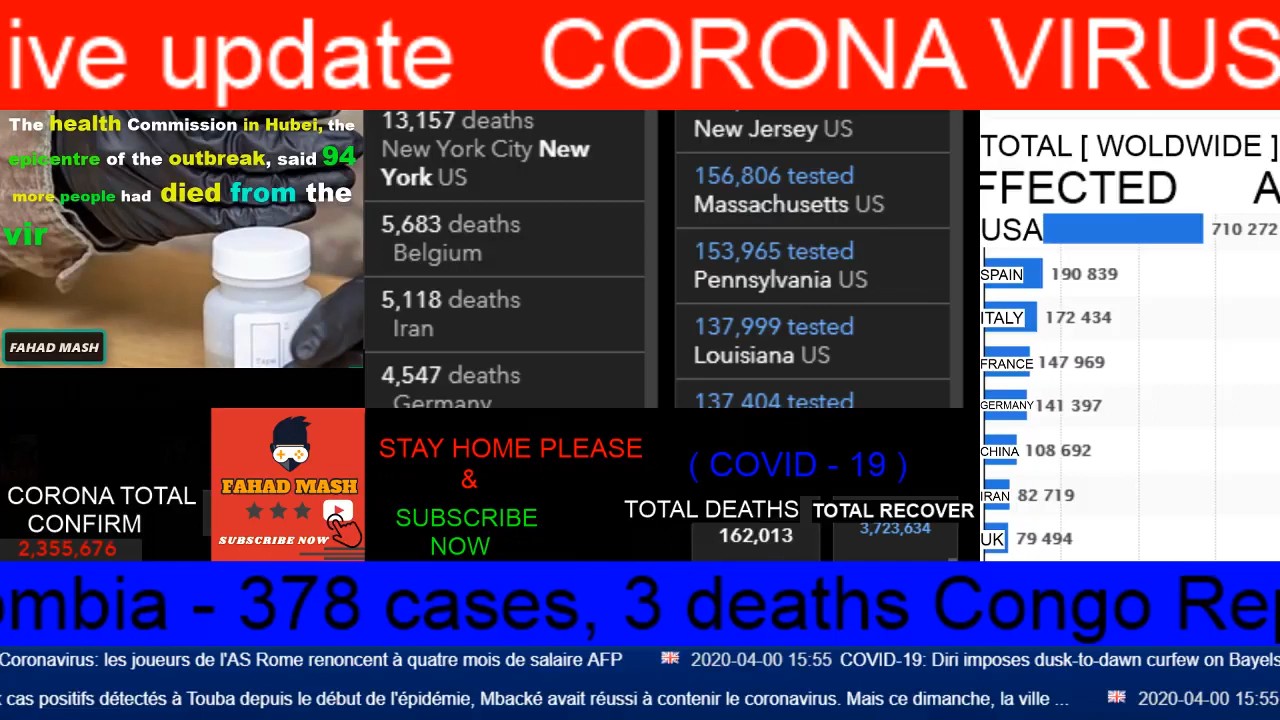 ive update CORONA VIRUS
The health Commission in Hubei, the
epicentre of the outbreak, said 94
more people had died from the
vir
FAHAD MASH
13,157 deaths
New York City New
York US
5,683 deaths
Belgium
5,118 deaths
Iran
4,547 deaths
Germany
New Jersey US
156,806 tested
Massachusetts US
153,965 tested
Pennsylvania US
137,999 tested
Louisiana US
137,404 tested
TOTAL [ WOLDWIDE ]
FFECTED A
USA 710 272
SPAIN 190 839
ITALY 172 434
FRANCE 147 969
GERMANY 141 397
CHINA 108 692
IRAN 82 719
UK 79 494
CORONA TOTAL
CONFIRM
2,355,676
FAHAD MASH
SUBSCRIBE NOW
STAY HOME PLEASE
&
SUBSCRIBE
NOW
( COVID - 19 )
TOTAL DEATHS
162,013
TOTAL RECOVER
3,723,634
ombia - 378 cases, 3 deaths Congo Rep
Coronavirus: les joueurs de l'AS Rome renoncent à quatre mois de salaire AFP 2020-04-00 15:55 COVID-19: Diri imposes dusk-to-dawn curfew on Bayels
x cas positifs détectés à Touba depuis le début de l'épidémie, Mbacké avait réussi à contenir le coronavirus. Mais ce dimanche, la ville ... 2020-04-00 15:55